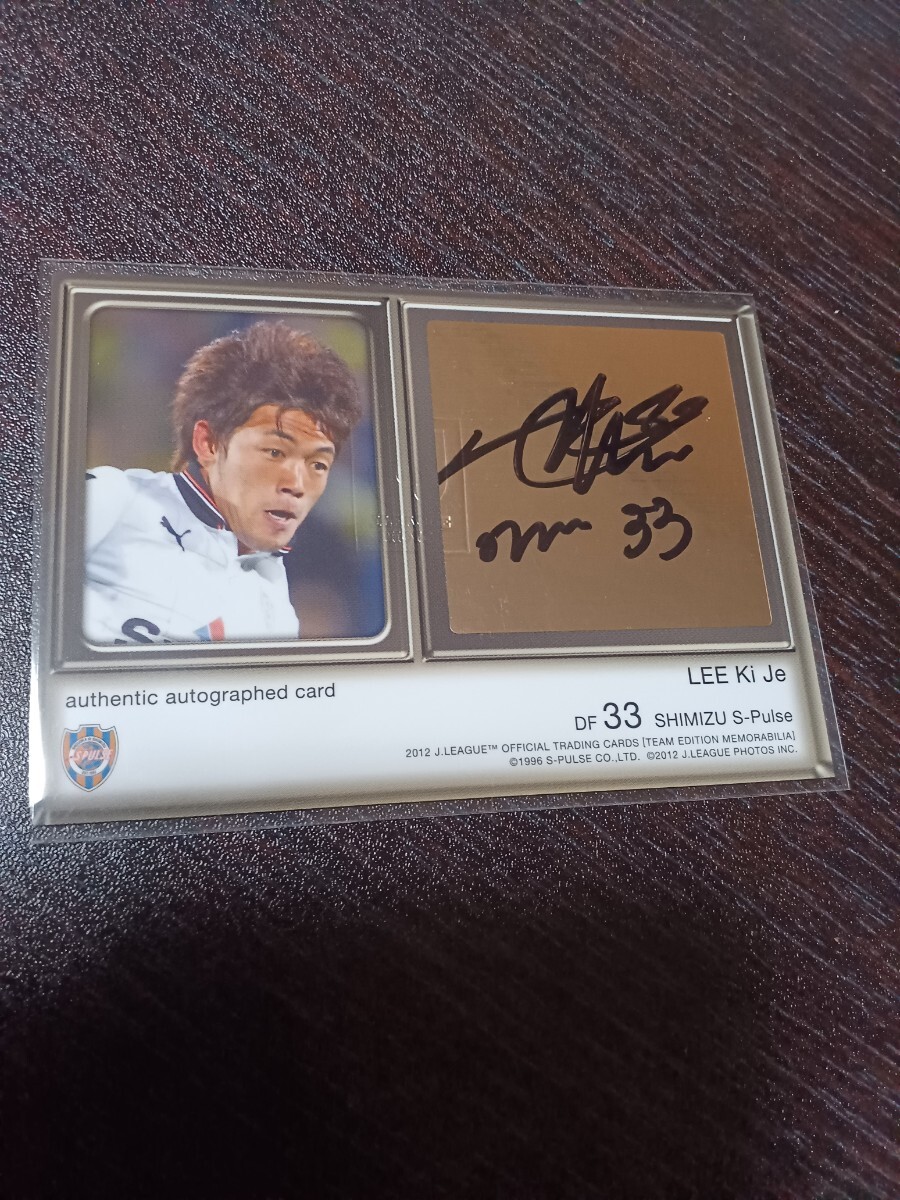 33
authentic autographed card
LEE Ki Je
DF 33 SHIMIZU S-Pulse
2012 J.LEAGUE™ OFFICIAL TRADING CARDS [TEAM EDITION MEMORABILIA]
©1996 S-PULSE CO.,LTD. ©2012 J.LEAGUE PHOTOS INC.
S-PULSE